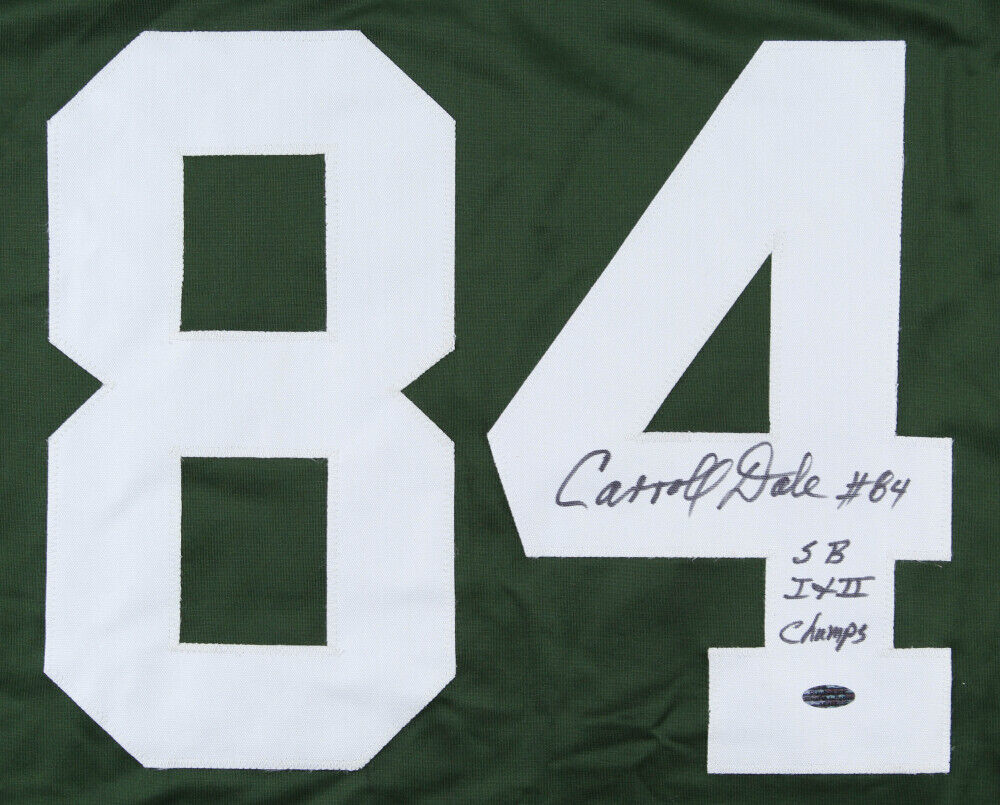 84
Carroll Dale #84
SB
I & II
Champs